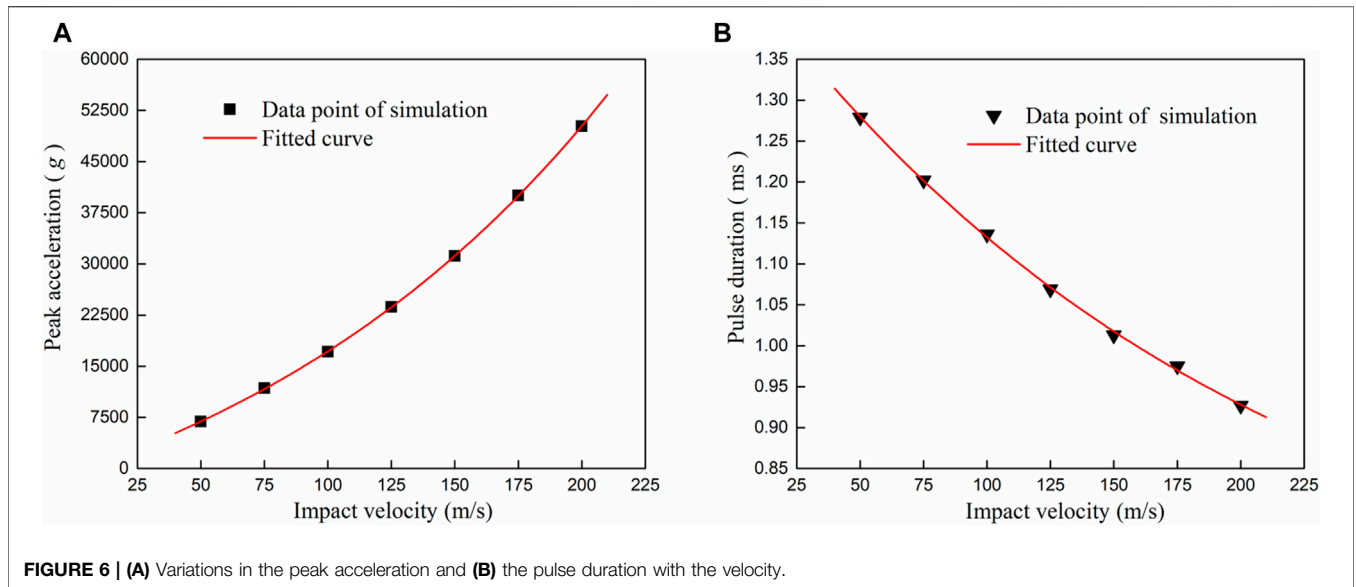 A
60000
52500
45000
37500
30000
22500
15000
7500
0
Peak acceleration ( g )
Data point of simulation
Fitted curve
25 50 75 100 125 150 175 200 225
Impact velocity (m/s)
B
1.35
1.30
1.25
1.20
1.15
1.10
1.05
1.00
0.95
0.90
0.85
Pulse duration ( ms )
Data point of simulation
Fitted curve
25 50 75 100 125 150 175 200 225
Impact velocity (m/s)
FIGURE 6 | (A) Variations in the peak acceleration and (B) the pulse duration with the velocity.